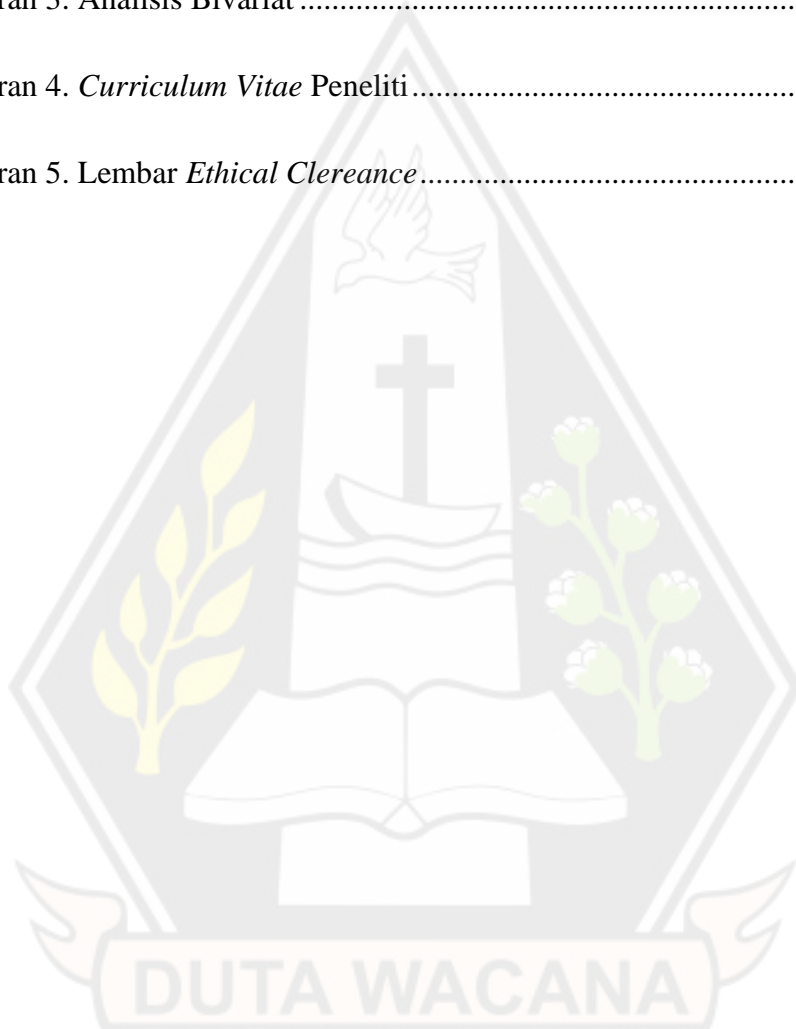 ran 3. Analisis Bivariat
ran 4. Curriculum Vitae Peneliti
ran 5. Lembar Ethical Clereance
DUTA WACANA